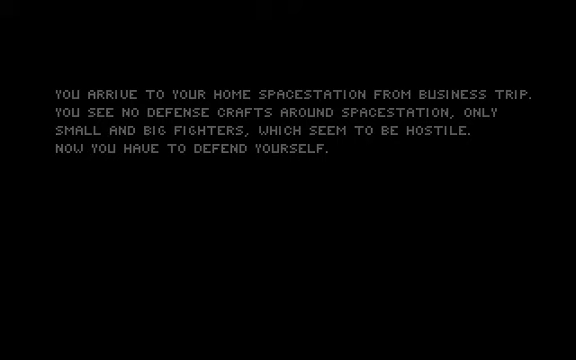 YOU ARRIVE TO YOUR HOME SPACESTATION FROM BUSINESS TRIP.
YOU SEE NO DEFENSE CRAFTS AROUND SPACESTATION, ONLY
SMALL AND BIG FIGHTERS, WHICH SEEM TO BE HOSTILE.
NOW YOU HAVE TO DEFEND YOURSELF.